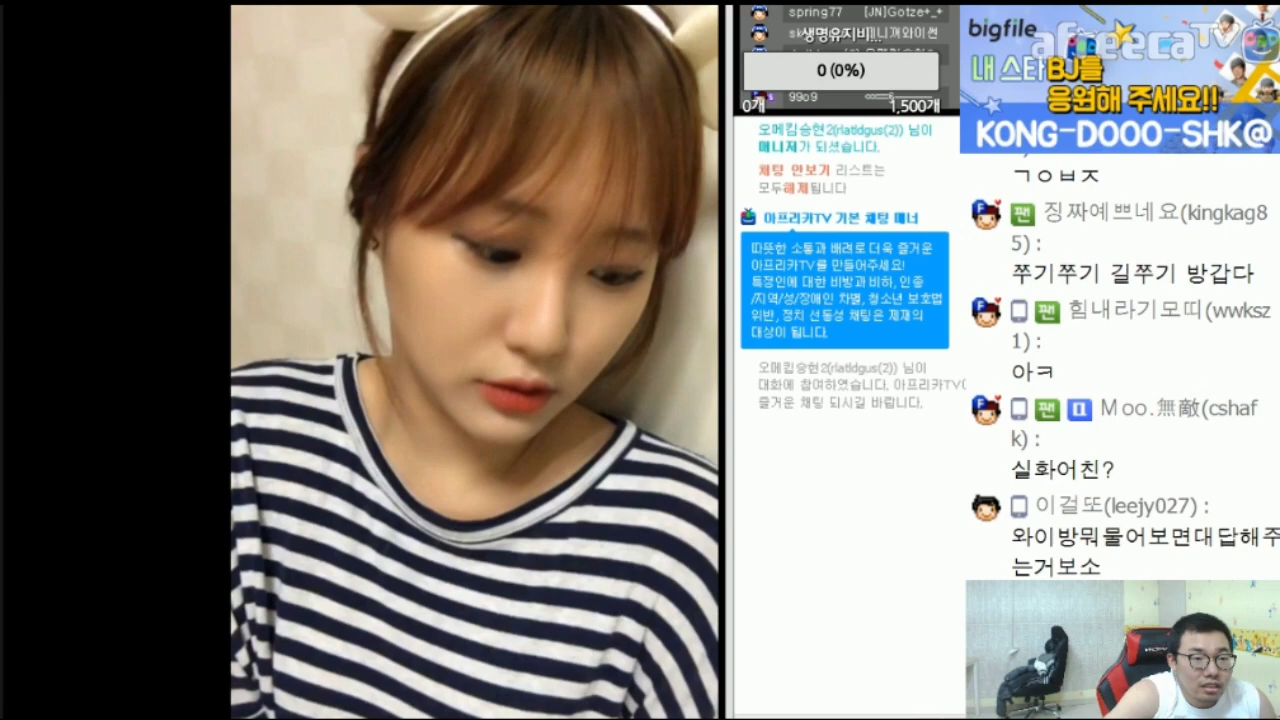 spring77 [JN]Gotze+_+
생명유지비...
0 (0%)
99o9
0개 1,500개
오메킴승현2(rlatldgus(2)) 님이
매니저가 되셨습니다.
채팅 안보기 리스트는
모두해제됩니다
아프리카TV 기본 채팅 매너
따뜻한 소통과 배려로 더욱 즐거운
아프리카TV를 만들어주세요!
특정인에 대한 비방과 비하, 인종
/지역/성/장애인 차별, 청소년 보호법
위반, 정치 선동성 채팅은 제재의
대상이 됩니다.
오메킴승현2(rlatldgus(2)) 님이
대화에 참여하였습니다. 아프리카TV
즐거운 채팅 되시길 바랍니다.
bigfile
afreecaTV
내 스타BJ를
응원해 주세요!!
KONG-DOOO-SHK@
ㄱㅇㅂㅈ
팬 징짜예쁘네요(kingkag8
5) :
쭈기쭈기 길쭈기 방갑다
팬 힘내라기모띠(wwksz
1) :
아ㅋ
팬 Moo.無敵(cshaf
k) :
실화어친?
이걸또(leejy027) :
와이방뭐물어보면대답해주
는거보소